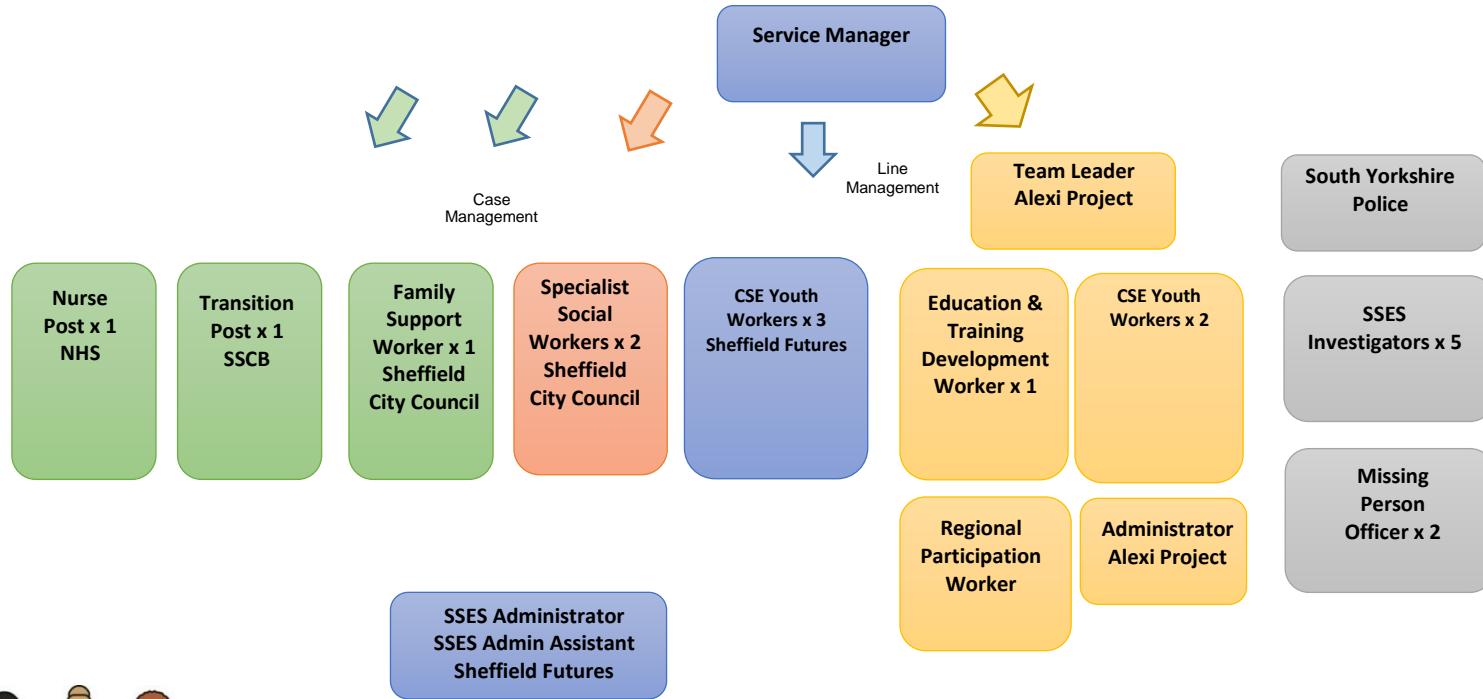 Service Manager
Case
Management
Line
Management
Team Leader
Alexi Project
South Yorkshire
Police
Nurse
Post x 1
NHS
Transition
Post x 1
SSCB
Family
Support
Worker x 1
Sheffield
City Council
Specialist
Social
Workers x 2
Sheffield
City Council
CSE Youth
Workers x 3
Sheffield Futures
Education &
Training
Development
Worker x 1
CSE Youth
Workers x 2
SSES
Investigators x 5
Regional
Participation
Worker
Administrator
Alexi Project
Missing
Person
Officer x 2
SSES Administrator
SSES Admin Assistant
Sheffield Futures